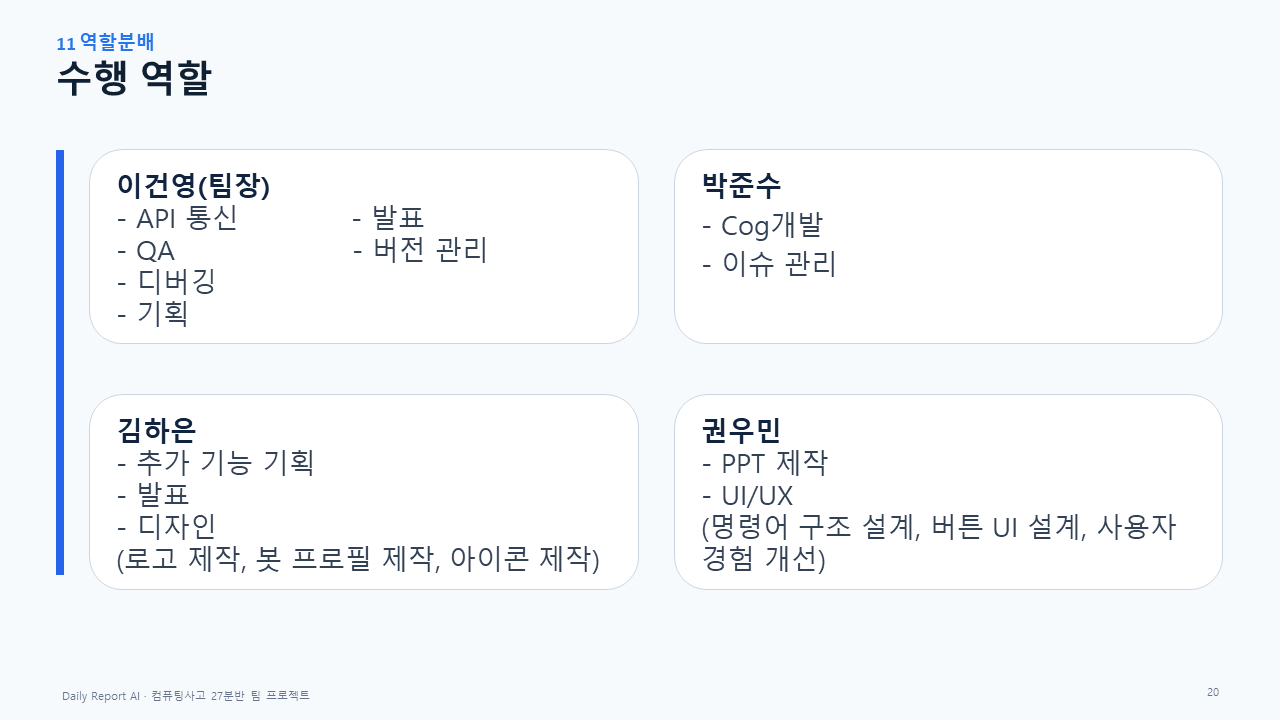 11 역할분배
수행 역할
이건영(팀장)
- API 통신
- QA
- 디버깅
- 기획
- 발표
- 버전 관리
박준수
- Cog개발
- 이슈 관리
김하은
- 추가 기능 기획
- 발표
- 디자인
(로고 제작, 봇 프로필 제작, 아이콘 제작)
권우민
- PPT 제작
- UI/UX
(명령어 구조 설계, 버튼 UI 설계, 사용자
경험 개선)
Daily Report AI · 컴퓨팅사고 27분반 팀 프로젝트
20